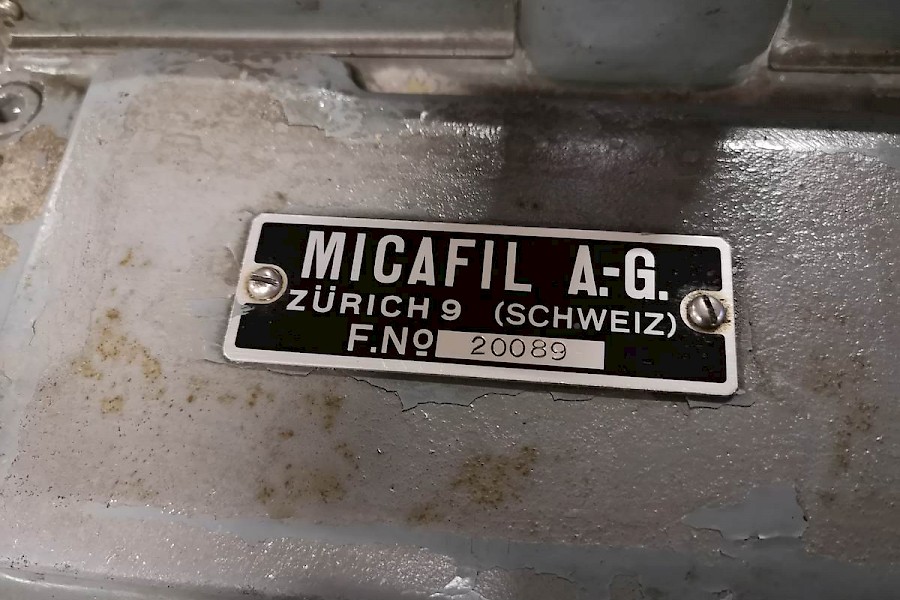 MICAFIL A.-G.
ZÜRICH 9 (SCHWEIZ)
F.Nº 20089